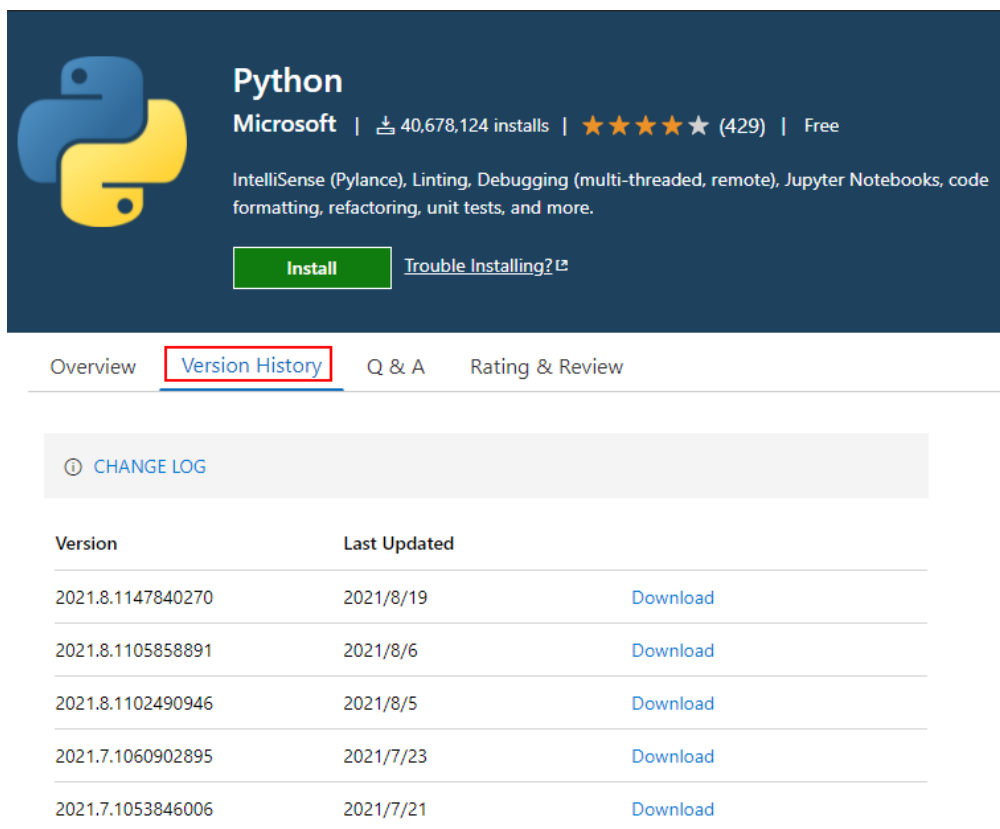 Python
Microsoft | 40,678,124 installs | (429) | Free
IntelliSense (Pylance), Linting, Debugging (multi-threaded, remote), Jupyter Notebooks, code
formatting, refactoring, unit tests, and more.
Install Trouble Installing?
Overview Version History Q & A Rating & Review
CHANGE LOG
Version Last Updated
2021.8.1147840270 2021/8/19 Download
2021.8.1105858891 2021/8/6 Download
2021.8.1102490946 2021/8/5 Download
2021.7.1060902895 2021/7/23 Download
2021.7.1053846006 2021/7/21 Download